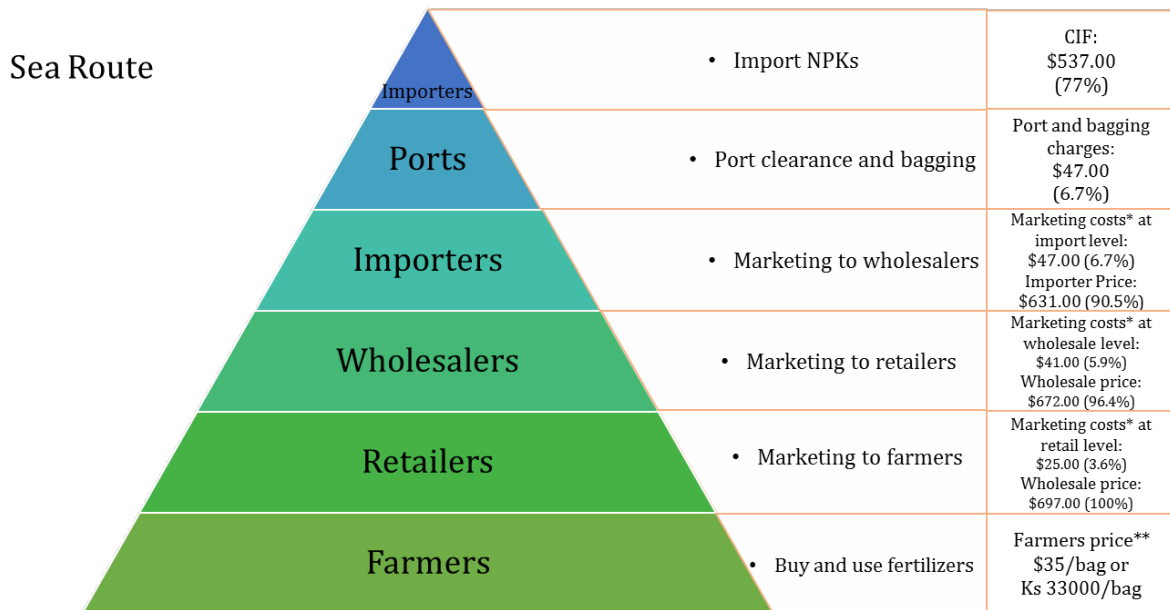 Sea Route
Importers
• Import NPKs
CIF:
$537.00
(77%)
Ports
• Port clearance and bagging
Port and bagging
charges:
$47.00
(6.7%)
Importers
• Marketing to wholesalers
Marketing costs* at
import level:
$47.00 (6.7%)
Importer Price:
$631.00 (90.5%)
Wholesalers
• Marketing to retailers
Marketing costs* at
wholesale level:
$41.00 (5.9%)
Wholesale price:
$672.00 (96.4%)
Retailers
• Marketing to farmers
Marketing costs* at
retail level:
$25.00 (3.6%)
Wholesale price:
$697.00 (100%)
Farmers
• Buy and use fertilizers
Farmers price**
$35/bag or
Ks 33000/bag